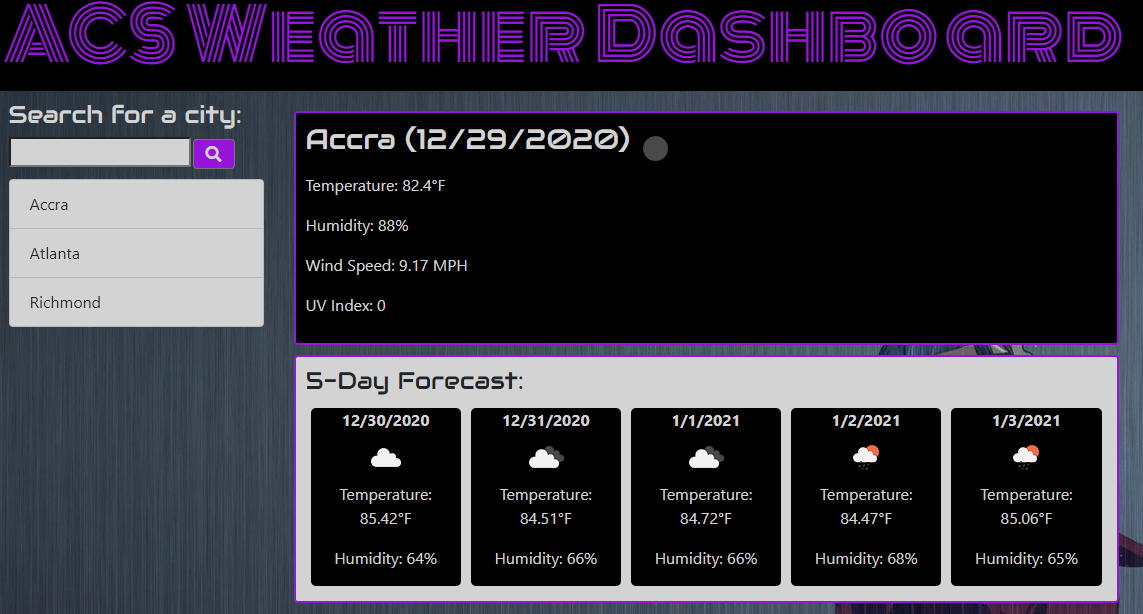 ACS Weather Dashboard
Search for a city:
Accra
Atlanta
Richmond
Accra (12/29/2020)
Temperature: 82.4°F
Humidity: 88%
Wind Speed: 9.17 MPH
UV Index: 0
5-Day Forecast:
12/30/2020
Temperature:
85.42°F
Humidity: 64%
12/31/2020
Temperature:
84.51°F
Humidity: 66%
1/1/2021
Temperature:
84.72°F
Humidity: 66%
1/2/2021
Temperature:
84.47°F
Humidity: 68%
1/3/2021
Temperature:
85.06°F
Humidity: 65%